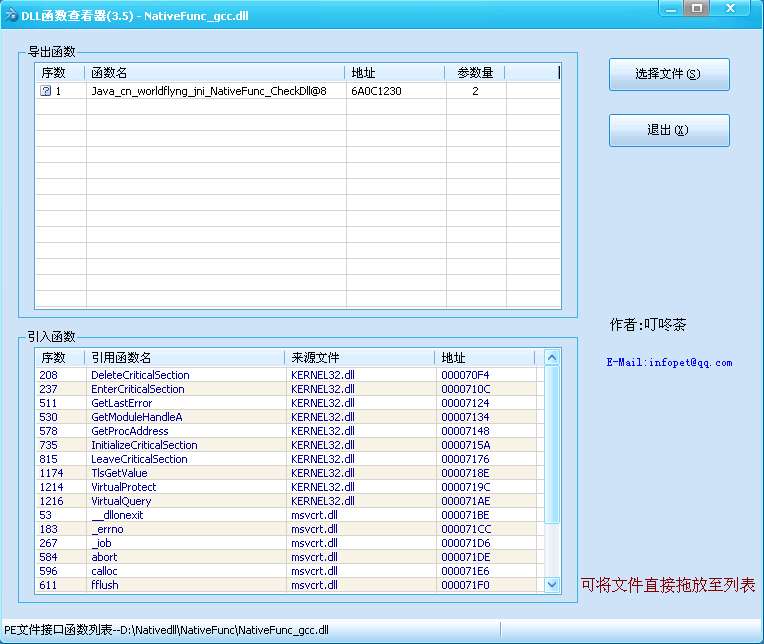 DLL函数查看器(3.5) - NativeFunc_gcc.dll
导出函数
序数 函数名 地址 参数量
1 Java_cn_worldflyng_jni_NativeFunc_CheckDll@8 6A0C1230 2
选择文件(S)
退出(X)
作者:叮咚茶
E-Mail:infopet@qq.com
引入函数
序数 引用函数名 来源文件 地址
208 DeleteCriticalSection KERNEL32.dll 000070F4
237 EnterCriticalSection KERNEL32.dll 0000710C
511 GetLastError KERNEL32.dll 00007124
530 GetModuleHandleA KERNEL32.dll 00007134
578 GetProcAddress KERNEL32.dll 00007148
735 InitializeCriticalSection KERNEL32.dll 0000715A
815 LeaveCriticalSection KERNEL32.dll 00007176
1174 TlsGetValue KERNEL32.dll 0000718E
1214 VirtualProtect KERNEL32.dll 0000719C
1216 VirtualQuery KERNEL32.dll 000071AE
53 __dllonexit msvcrt.dll 000071BE
183 _errno msvcrt.dll 000071CC
267 _iob msvcrt.dll 000071D6
584 abort msvcrt.dll 000071DE
596 calloc msvcrt.dll 000071E6
611 fflush msvcrt.dll 000071F0
可将文件直接拖放至列表
PE文件接口函数列表--D:\Nativedll\NativeFunc\NativeFunc_gcc.dll